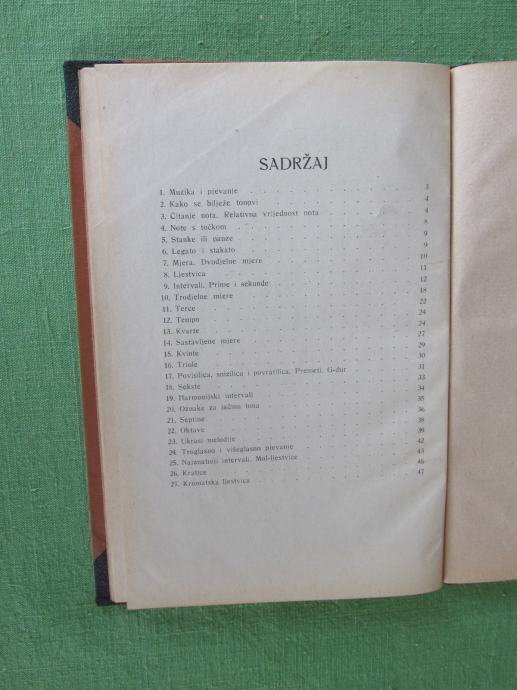 SADRŽAJ
1. Muzika i pjevanje 3
2. Kako se bilježe tonovi 4
3. Čitanje nota. Relativna vrijednost nota 4
4. Note s točkom 8
5. Stanke ili pauze 9
6. Legato i stakato 9
7. Mjera. Dvodjelne mjere 10
8. Ljestvica 11
9. Intervali. Prime i sekunde 12
10. Trodjelne mjere 18
11. Terce 22
12. Tempo 24
13. Kvarte 24
14. Sastavljene mjere 27
15. Kvinte 29
16. Triole 30
17. Povisilica, snizilica i povratilica. Premeti. G-dur 31
18. Sekste 33
19. Harmonijski intervali 34
20. Oznake za jačinu tona 35
21. Septine 36
22. Oktave 38
23. Ukrasi melodije 39
24. Troglasno i višeglasno pjevanje 42
25. intervali. Mol-ljestvice 43
26. Kratice 46
27. Kromatska ljestvica 47